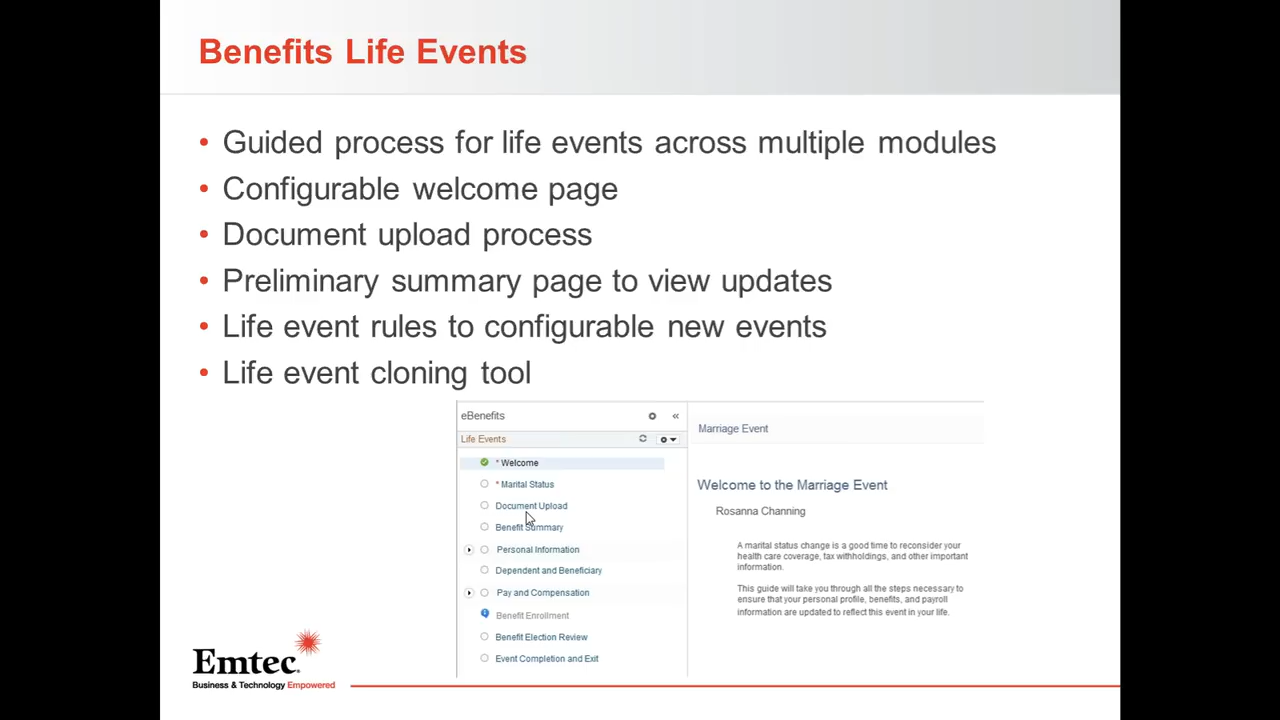 Benefits Life Events
• Guided process for life events across multiple modules
• Configurable welcome page
• Document upload process
• Preliminary summary page to view updates
• Life event rules to configurable new events
• Life event cloning tool
eBenefits
«
Life Events
* Welcome
* Marital Status
Document Upload
Benefit Summary
Personal Information
Dependent and Beneficiary
Pay and Compensation
Benefit Enrollment
Benefit Election Review
Event Completion and Exit
Marriage Event
Welcome to the Marriage Event
Rosanna Channing
A marital status change is a good time to reconsider your
health care coverage, tax withholdings, and other important
information.
This guide will take you through all the steps necessary to
ensure that your personal profile, benefits, and payroll
information are updated to reflect this event in your life.
Emtec
Business & Technology Empowered